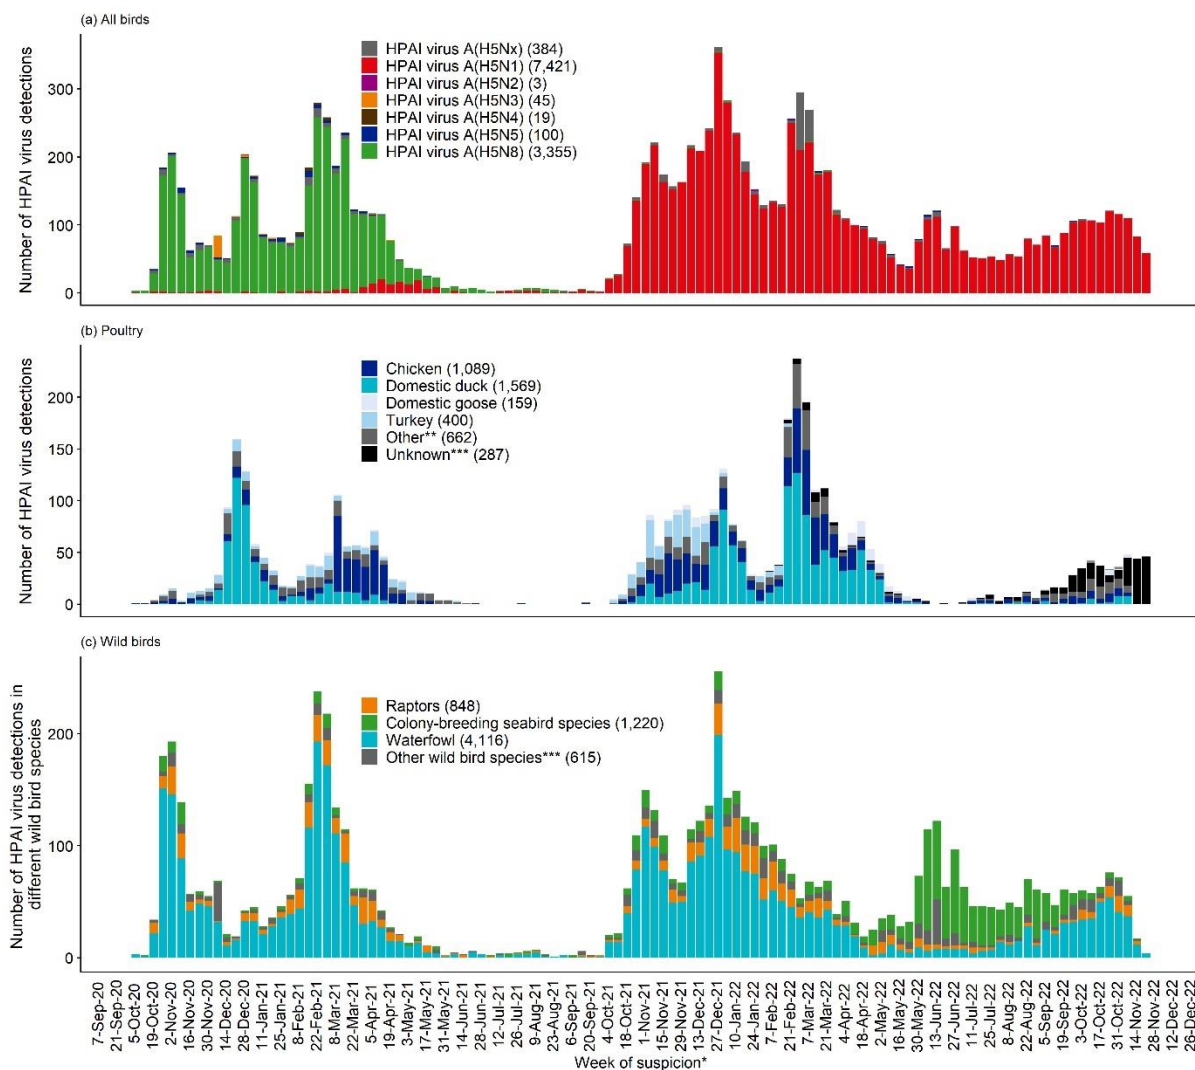 (a) All birds
Number of HPAI virus detections
300
200
100
0
HPAI virus A(H5Nx) (384)
HPAI virus A(H5N1) (7,421)
HPAI virus A(H5N2) (3)
HPAI virus A(H5N3) (45)
HPAI virus A(H5N4) (19)
HPAI virus A(H5N5) (100)
HPAI virus A(H5N8) (3,355)
(b) Poultry
Number of HPAI virus detections
200
150
100
50
0
Chicken (1,089)
Domestic duck (1,569)
Domestic goose (159)
Turkey (400)
Other** (662)
Unknown*** (287)
(c) Wild birds
Number of HPAI virus detections in
different wild bird species
200
100
0
Raptors (848)
Colony-breeding seabird species (1,220)
Waterfowl (4,116)
Other wild bird species*** (615)
7-Sep-20
21-Sep-20
5-Oct-20
19-Oct-20
2-Nov-20
16-Nov-20
30-Nov-20
14-Dec-20
28-Dec-20
11-Jan-21
25-Jan-21
8-Feb-21
22-Feb-21
8-Mar-21
22-Mar-21
5-Apr-21
19-Apr-21
3-May-21
17-May-21
31-May-21
14-Jun-21
28-Jun-21
12-Jul-21
26-Jul-21
9-Aug-21
23-Aug-21
6-Sep-21
20-Sep-21
4-Oct-21
18-Oct-21
1-Nov-21
15-Nov-21
29-Nov-21
13-Dec-21
27-Dec-21
10-Jan-22
24-Jan-22
7-Feb-22
21-Feb-22
7-Mar-22
21-Mar-22
4-Apr-22
18-Apr-22
2-May-22
16-May-22
30-May-22
13-Jun-22
27-Jun-22
11-Jul-22
25-Jul-22
8-Aug-22
22-Aug-22
5-Sep-22
19-Sep-22
3-Oct-22
17-Oct-22
31-Oct-22
14-Nov-22
28-Nov-22
12-Dec-22
26-Dec-22
Week of suspicion*